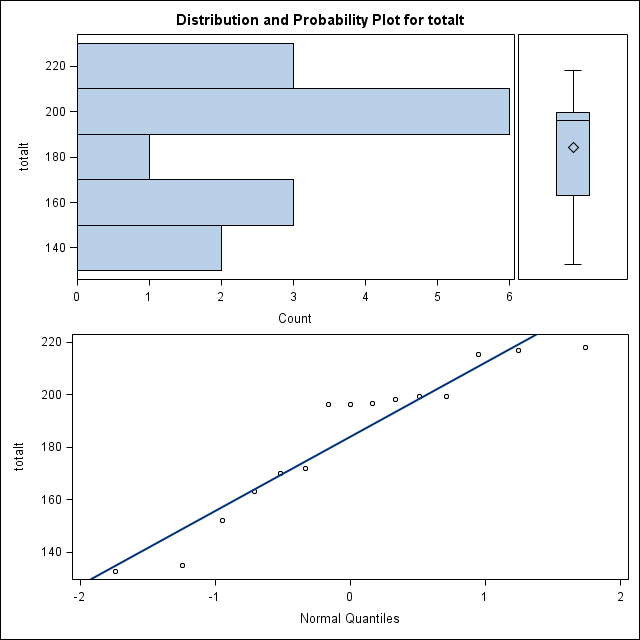 Distribution and Probability Plot for totalt
totalt
220
200
180
160
140
0 1 2 3 4 5 6
Count
totalt
220
200
180
160
140
-2 -1 0 1 2
Normal Quantiles